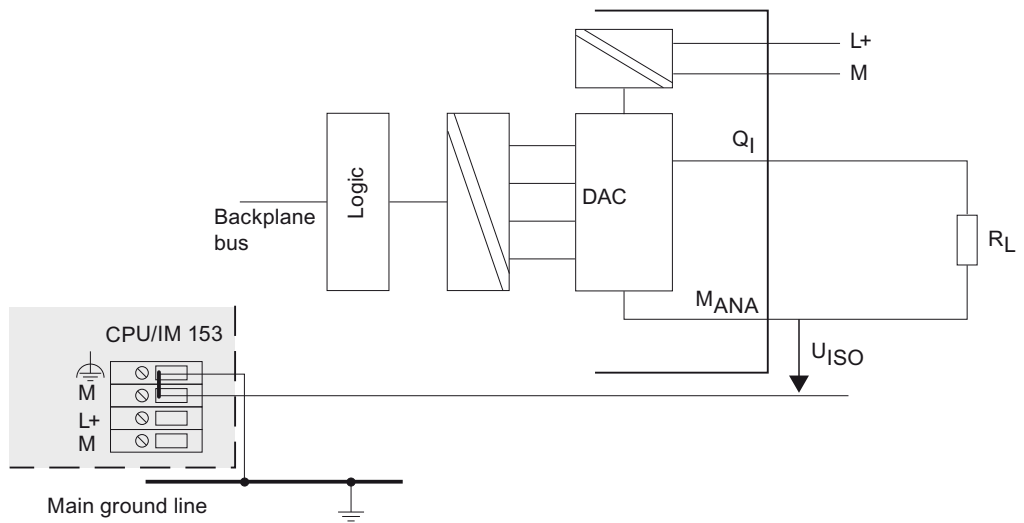 L+
M
QI
DAC
Logic
Backplane
bus
RL
MANA
UISO
CPU/IM 153
M
L+
M
Main ground line